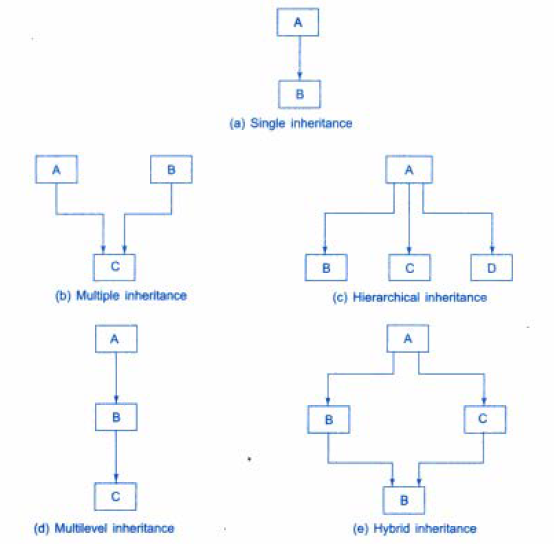 A
B
(a) Single inheritance
A B
C
(b) Multiple inheritance
A
B C D
(c) Hierarchical inheritance
A
B
C
(d) Multilevel inheritance
A
B C
B
(e) Hybrid inheritance